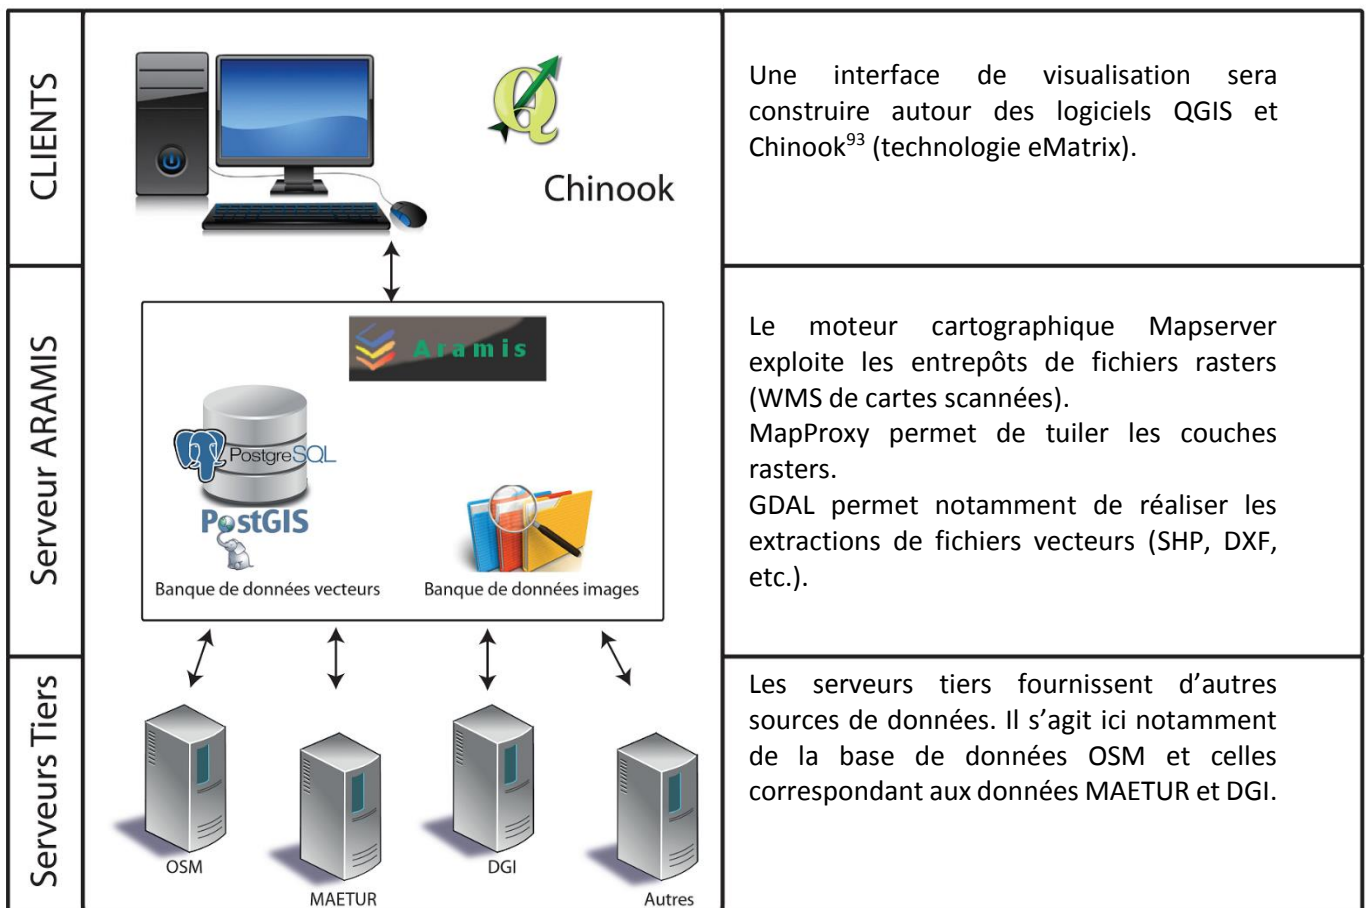 CLIENTS
Chinook
Une interface de visualisation sera
construire autour des logiciels QGIS et
Chinook93 (technologie eMatrix).
Serveur ARAMIS
Aramis
PostgreSQL
PostGIS
Banque de données vecteurs
Banque de données images
Le moteur cartographique Mapserver
exploite les entrepôts de fichiers rasters
(WMS de cartes scannées).
MapProxy permet de tuiler les couches
rasters.
GDAL permet notamment de réaliser les
extractions de fichiers vecteurs (SHP, DXF,
etc.).
Serveurs Tiers
OSM
MAETUR
DGI
Autres
Les serveurs tiers fournissent d’autres
sources de données. Il s’agit ici notamment
de la base de données OSM et celles
correspondant aux données MAETUR et DGI.